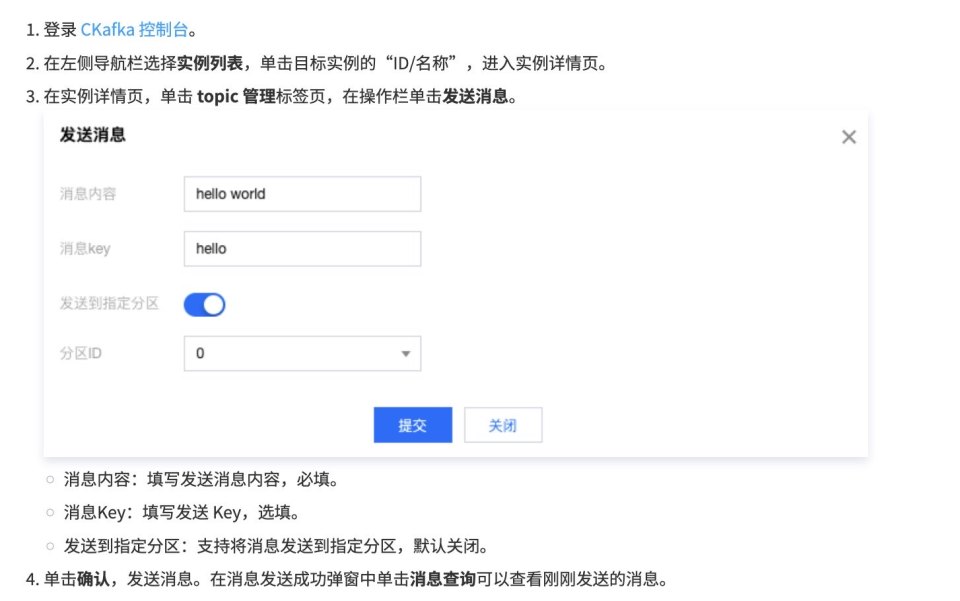 1. 登录 CKafka 控制台。
2. 在左侧导航栏选择实例列表，单击目标实例的“ID/名称”，进入实例详情页。
3. 在实例详情页，单击 topic 管理标签页，在操作栏单击发送消息。
发送消息
消息内容 hello world
消息key hello
发送到指定分区
分区ID 0
提交 关闭
消息内容：填写发送消息内容，必填。
消息Key：填写发送 Key，选填。
发送到指定分区：支持将消息发送到指定分区，默认关闭。
4. 单击确认，发送消息。在消息发送成功弹窗中单击消息查询可以查看刚刚发送的消息。